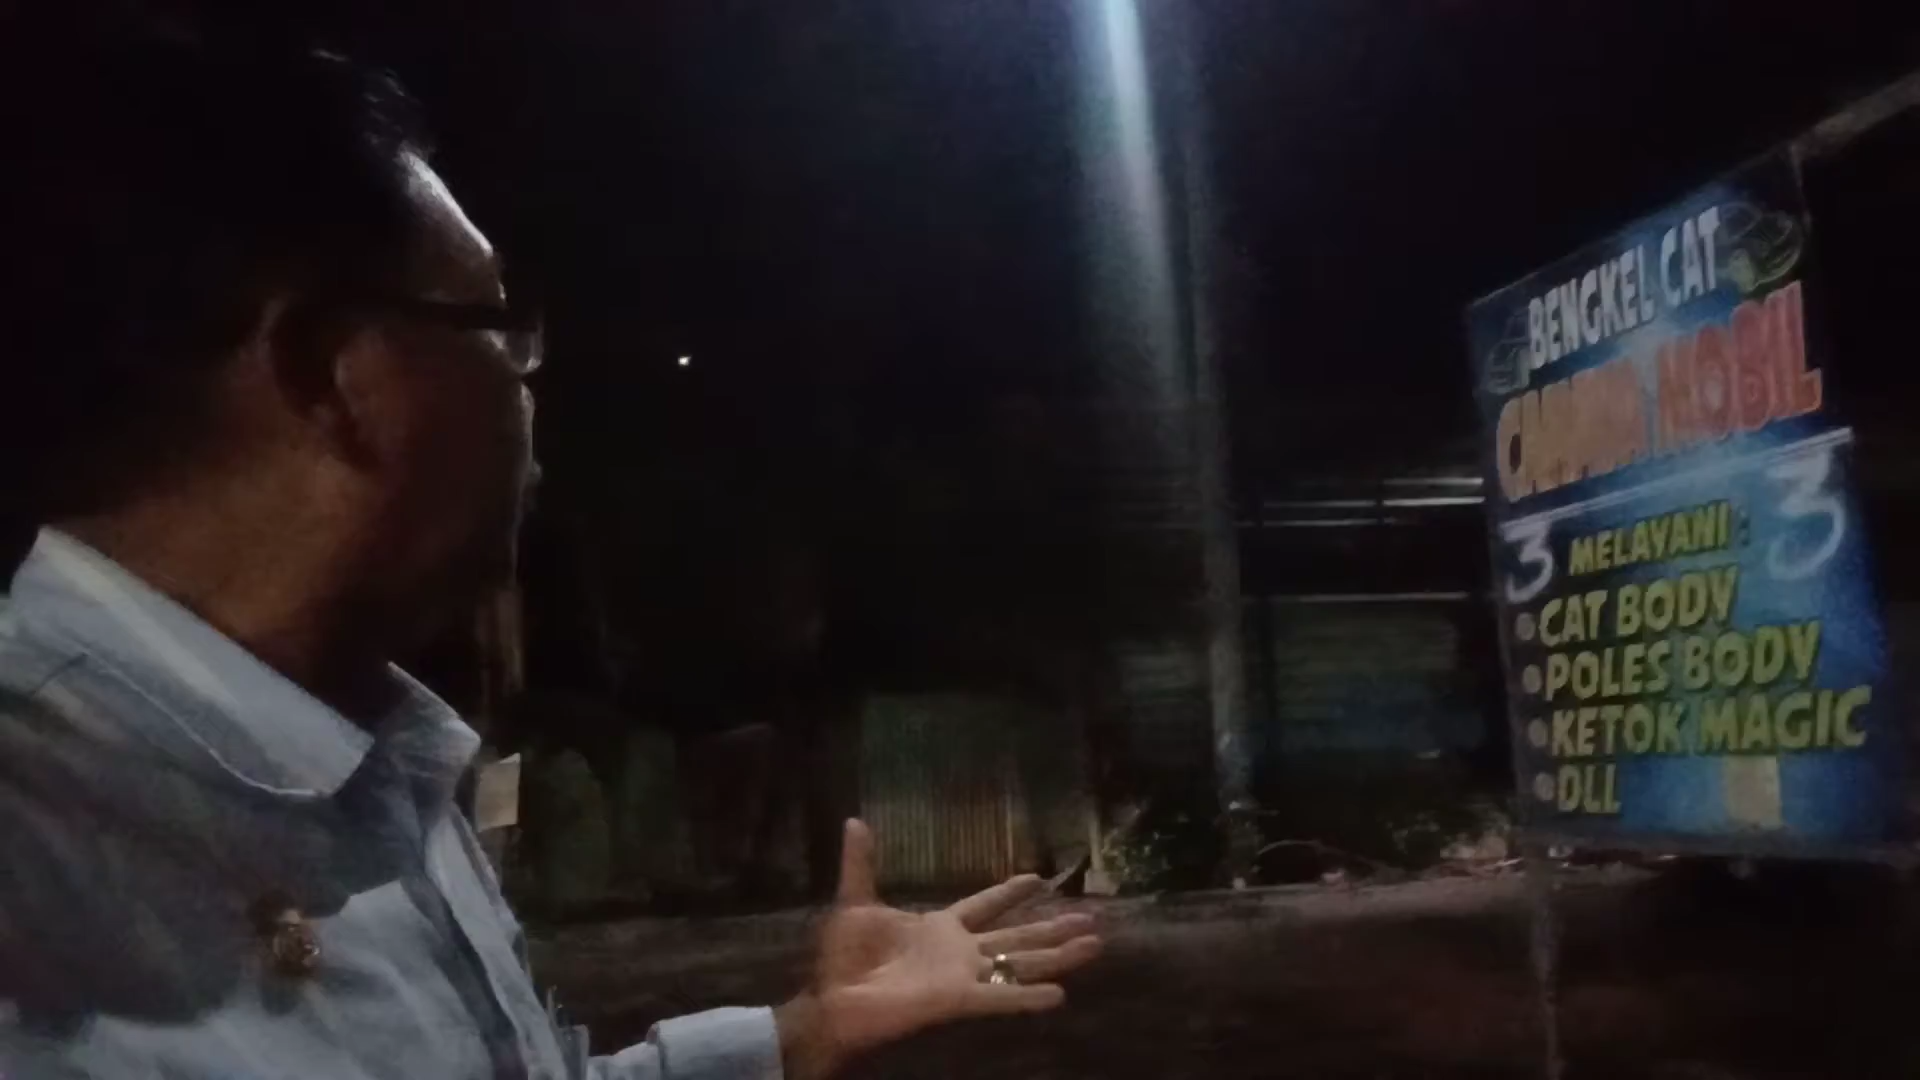 BENGKEL CAT
MOBIL
3 MELAYANI : 3
• CAT BODY
• POLES BODY
• KETOK MAGIC
• DLL